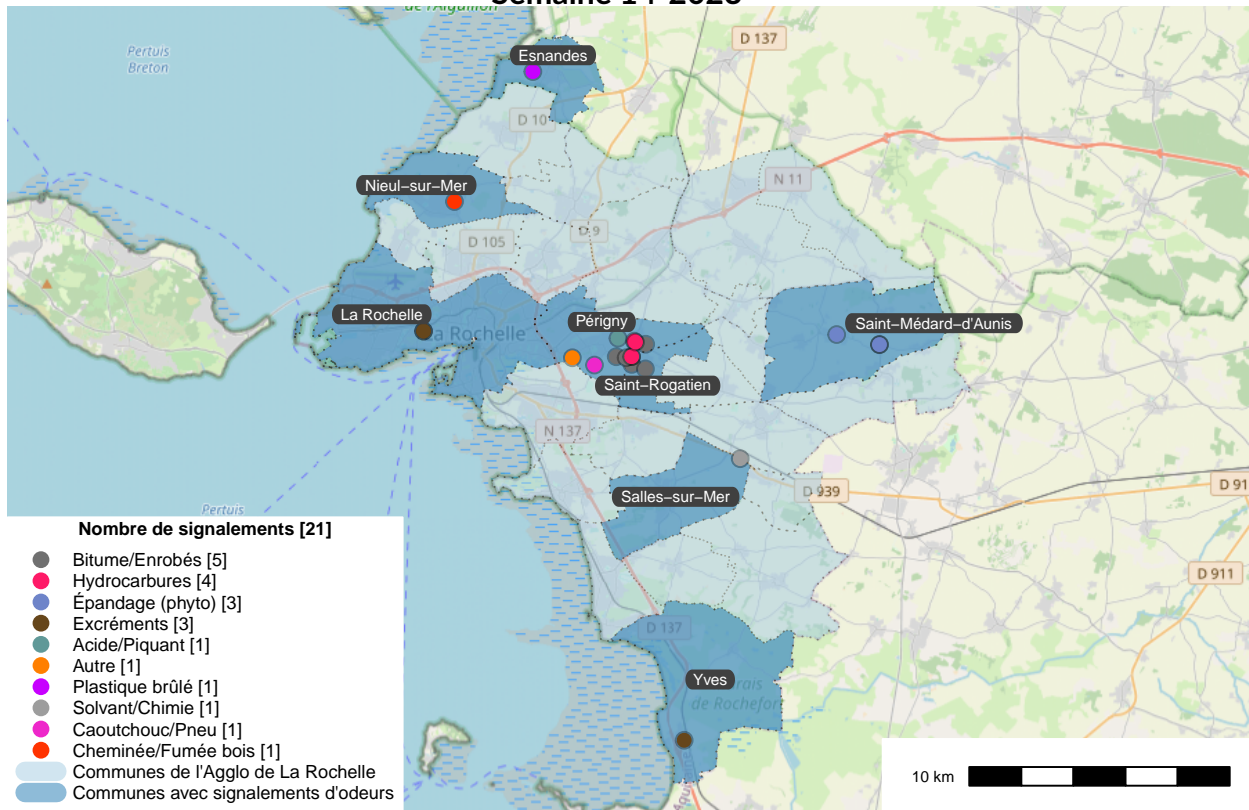 de l'Aiguillon
Pertuis
Breton
Esnandes
D 137
D 10
N 11
Nieul–sur–Mer
D 9
D 105
La Rochelle
La Rochelle
Périgny
Saint–Médard–d'Aunis
Saint–Rogatien
N 137
Salles–sur–Mer
D 939
D 91
Pertuis
D 911
D 137
Yves
de Rochefort
Nombre de signalements [21]
Bitume/Enrobés [5]
Hydrocarbures [4]
Épandage (phyto) [3]
Excréments [3]
Acide/Piquant [1]
Autre [1]
Plastique brûlé [1]
Solvant/Chimie [1]
Caoutchouc/Pneu [1]
Cheminée/Fumée bois [1]
Communes de l'Agglo de La Rochelle
Communes avec signalements d'odeurs
10 km